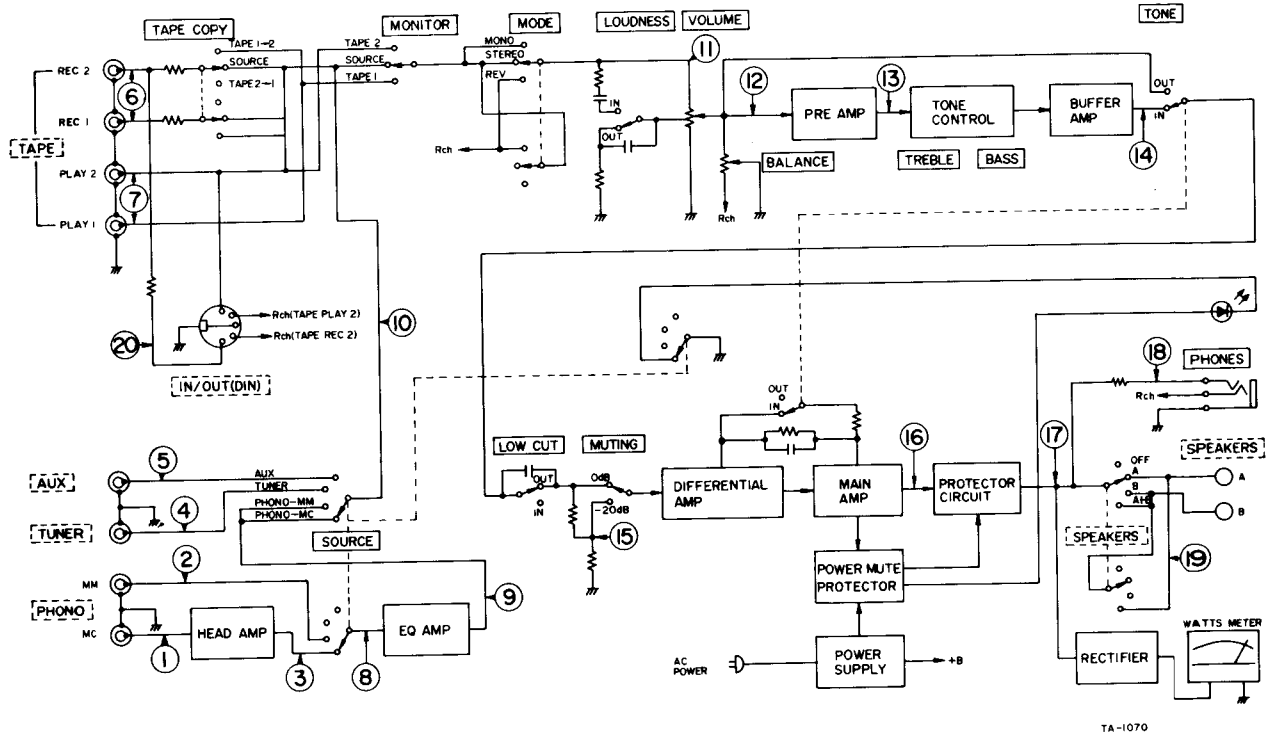 TAPE COPY
TAPE 1→2
SOURCE
TAPE 2→1
MONITOR
TAPE 2
SOURCE
TAPE 1
MODE
MONO
STEREO
REV
Rch
LOUDNESS
IN
OUT
VOLUME
11
12
13
TONE
OUT
IN
14
REC 2
6
REC 1
TAPE
PLAY 2
7
PLAY 1
PRE AMP
TONE CONTROL
BUFFER AMP
BALANCE
TREBLE
BASS
Rch
Rch(TAPE PLAY 2)
Rch(TAPE REC 2)
20
10
IN/OUT(DIN)
18
PHONES
Rch
AUX
5
AUX
TUNER
PHONO-MM
PHONO-MC
4
TUNER
SOURCE
LOW CUT
OUT
IN
MUTING
0dB
-20dB
15
OUT
IN
DIFFERENTIAL AMP
MAIN AMP
16
PROTECTOR CIRCUIT
17
SPEAKERS
OFF
A
B
A+B
A
B
SPEAKERS
19
MM
2
PHONO
MC
1
HEAD AMP
3
8
EQ AMP
9
POWER MUTE PROTECTOR
AC POWER
POWER SUPPLY
+B
RECTIFIER
WATTS METER
TA-1070